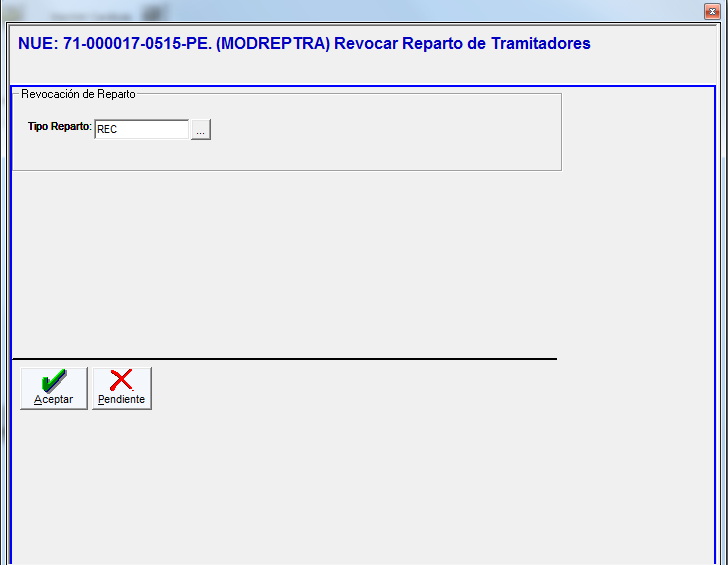 NUE: 71-000017-0515-PE. (MODREPTRA) Revocar Reparto de Tramitadores
Revocación de Reparto
Tipo Reparto: REC ...
Aceptar Pendiente